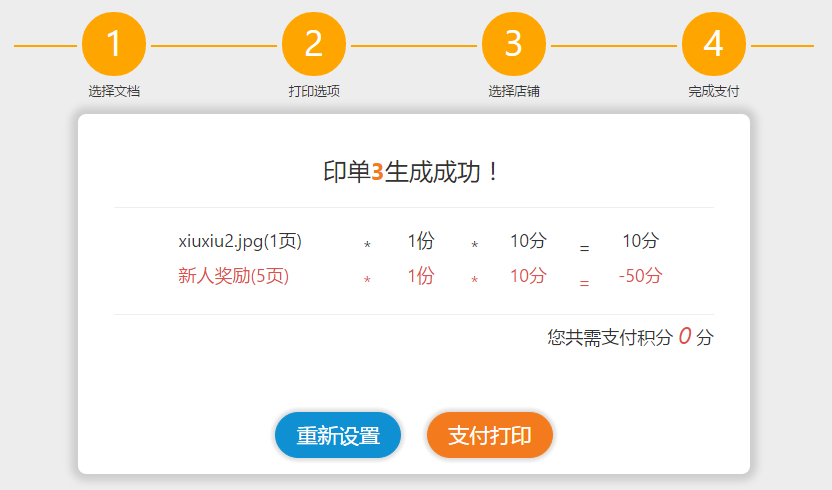 1 2 3 4
选择文档 打印选项 选择店铺 完成支付
印单3生成成功！
xiuxiu2.jpg(1页) * 1份 * 10分 = 10分
新人奖励(5页) * 1份 * 10分 = -50分
您共需支付积分 0 分
重新设置 支付打印